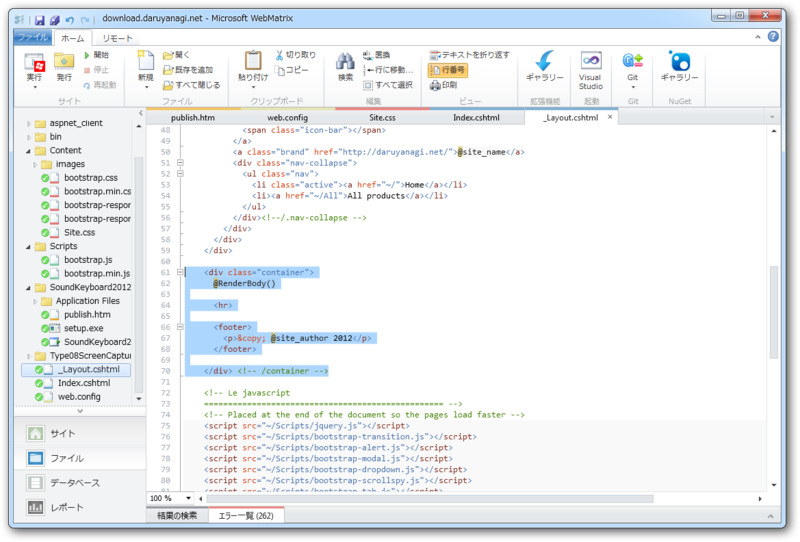 download.daruyanagi.net - Microsoft WebMatrix
ファイル ホーム リモート
実行 発行 開始 停止 再起動
新規 開く 既存を追加 すべて閉じる
貼り付け 切り取り コピー
検索 置換 行に移動... すべて選択
テキストを折り返す 行番号 印刷
ギャラリー Visual Studio Git ギャラリー
サイト ファイル クリップボード 編集 ビュー 拡張機能 起動 Git NuGet
publish.htm web.config Site.css Index.cshtml _Layout.cshtml
aspnet_client
bin
Content
images
bootstrap.css
bootstrap.min.cs
bootstrap-respor
bootstrap-respor
Site.css
Scripts
bootstrap.js
bootstrap.min.js
SoundKeyboard2012
Application Files
publish.htm
setup.exe
SoundKeyboard2
Type08ScreenCaptu
_Layout.cshtml
Index.cshtml
web.config
サイト
ファイル
データベース
レポート
48 <span class="icon-bar"></span>
49 </a>
50 <a class="brand" href="http://daruyanagi.net/">@site_name</a>
51 <div class="nav-collapse">
52 <ul class="nav">
53 <li class="active"><a href="~/">Home</a></li>
54 <li><a href="~/All">All products</a></li>
55 </ul>
56 </div><!--/.nav-collapse -->
57 </div>
58 </div>
59 </div>
60
61 <div class="container">
62 @RenderBody()
63
64 <hr>
65
66 <footer>
67 <p>&copy; @site_author 2012</p>
68 </footer>
69
70 </div> <!-- /container -->
71
72 <!-- Le javascript
73 ================================================== -->
74 <!-- Placed at the end of the document so the pages load faster -->
75 <script src="~/Scripts/jquery.js"></script>
76 <script src="~/Scripts/bootstrap-transition.js"></script>
77 <script src="~/Scripts/bootstrap-alert.js"></script>
78 <script src="~/Scripts/bootstrap-modal.js"></script>
79 <script src="~/Scripts/bootstrap-dropdown.js"></script>
80 <script src="~/Scripts/bootstrap-scrollspy.js"></script>
81 <script src="~/Scripts/bootstrap-tab.js"></script>
100 %
結果の検索 エラー一覧 (262)